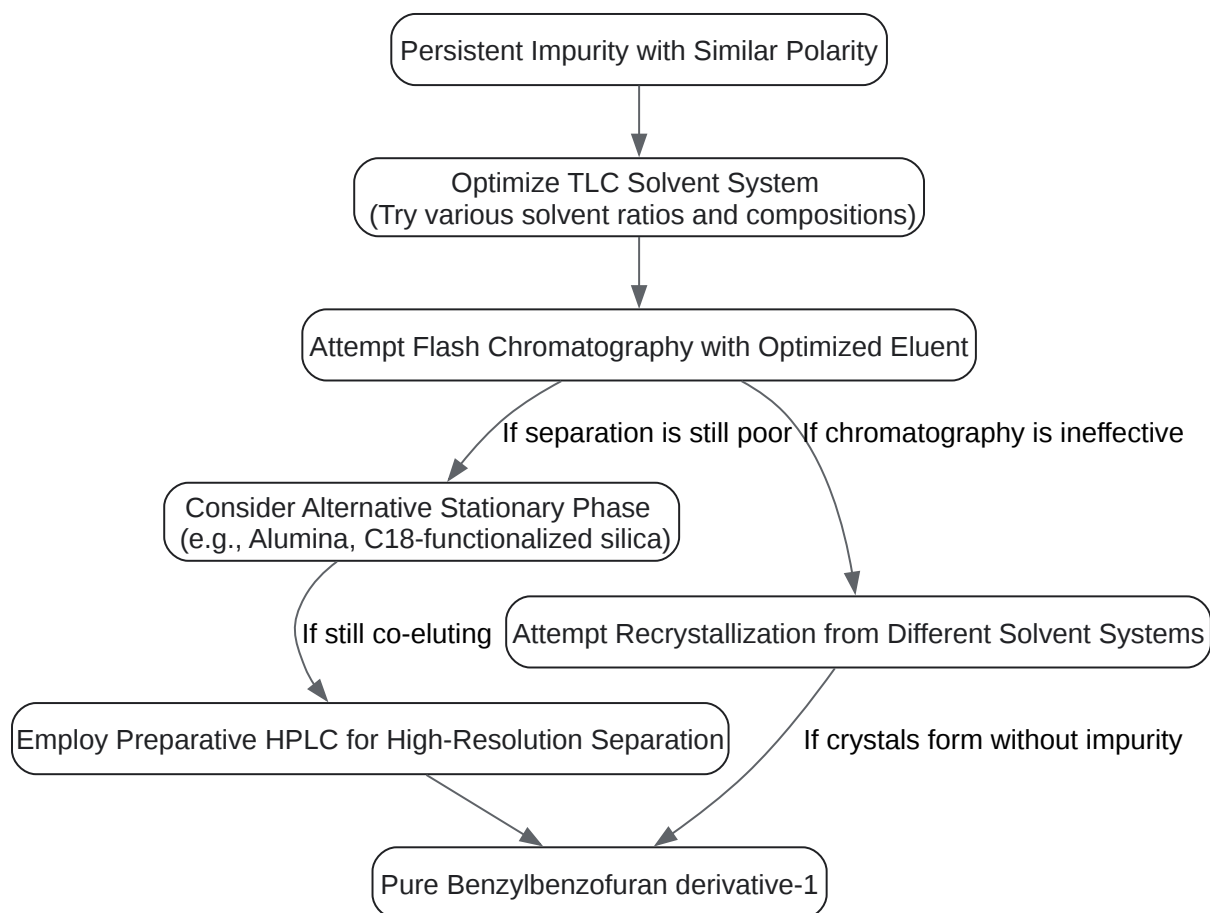 Persistent Impurity with Similar Polarity
Optimize TLC Solvent System
(Try various solvent ratios and compositions)
Attempt Flash Chromatography with Optimized Eluent
If separation is still poor
If chromatography is ineffective
Consider Alternative Stationary Phase
(e.g., Alumina, C18-functionalized silica)
If still co-eluting
Attempt Recrystallization from Different Solvent Systems
Employ Preparative HPLC for High-Resolution Separation
If crystals form without impurity
Pure Benzylbenzofuran derivative-1